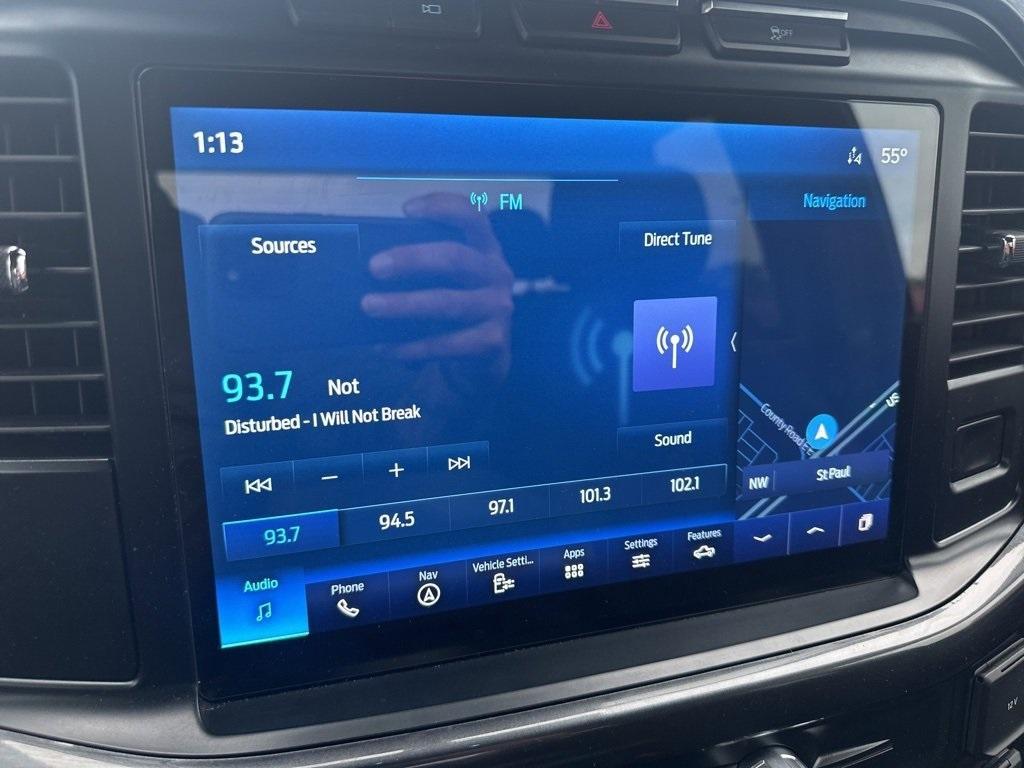 OFF
1:13
55°
FM
Navigation
Sources
Direct Tune
93.7 Not
Disturbed - I Will Not Break
Sound
County Road E E
US
NW
St Paul
93.7 94.5 97.1 101.3 102.1
Audio
Phone
Nav
Vehicle Setti...
Apps
Settings
Features
12V